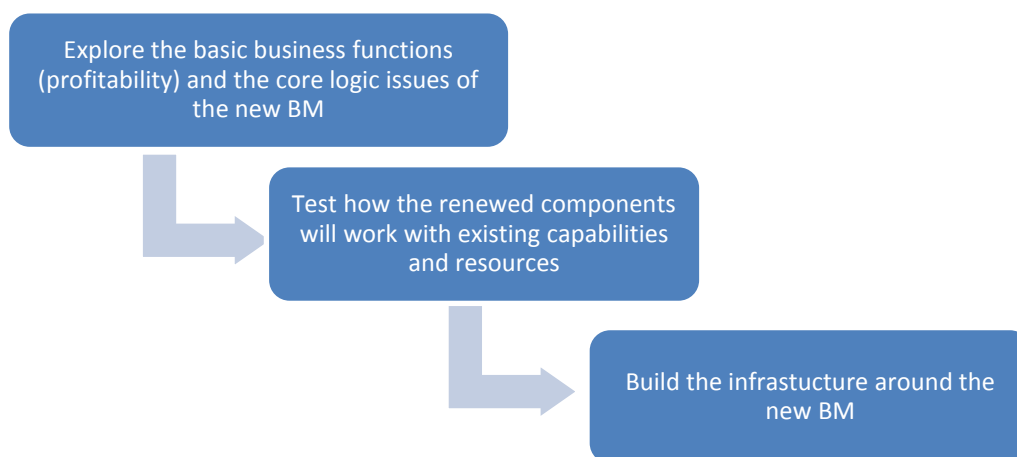 Explore the basic business functions
(profitability) and the core logic issues of
the new BM
Test how the renewed components
will work with existing capabilities
and resources
Build the infrastucture around the
new BM